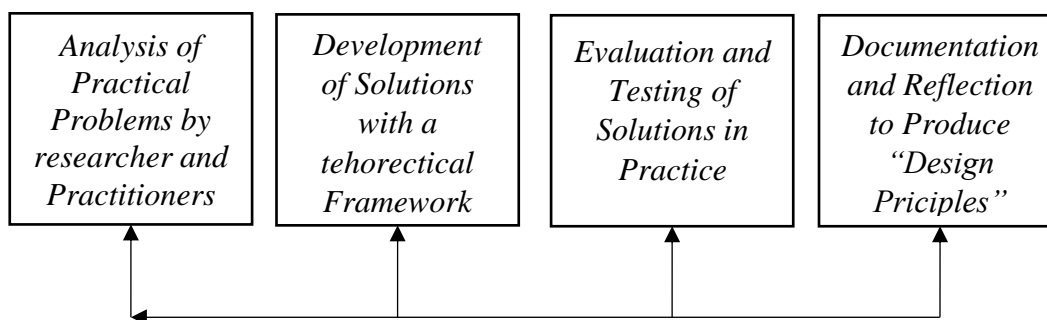 Analysis of
Practical
Problems by
researcher and
Practitioners
Development
of Solutions
with a
tehorectical
Framework
Evaluation and
Testing of
Solutions in
Practice
Documentation
and Reflection
to Produce
“Design
Priciples”